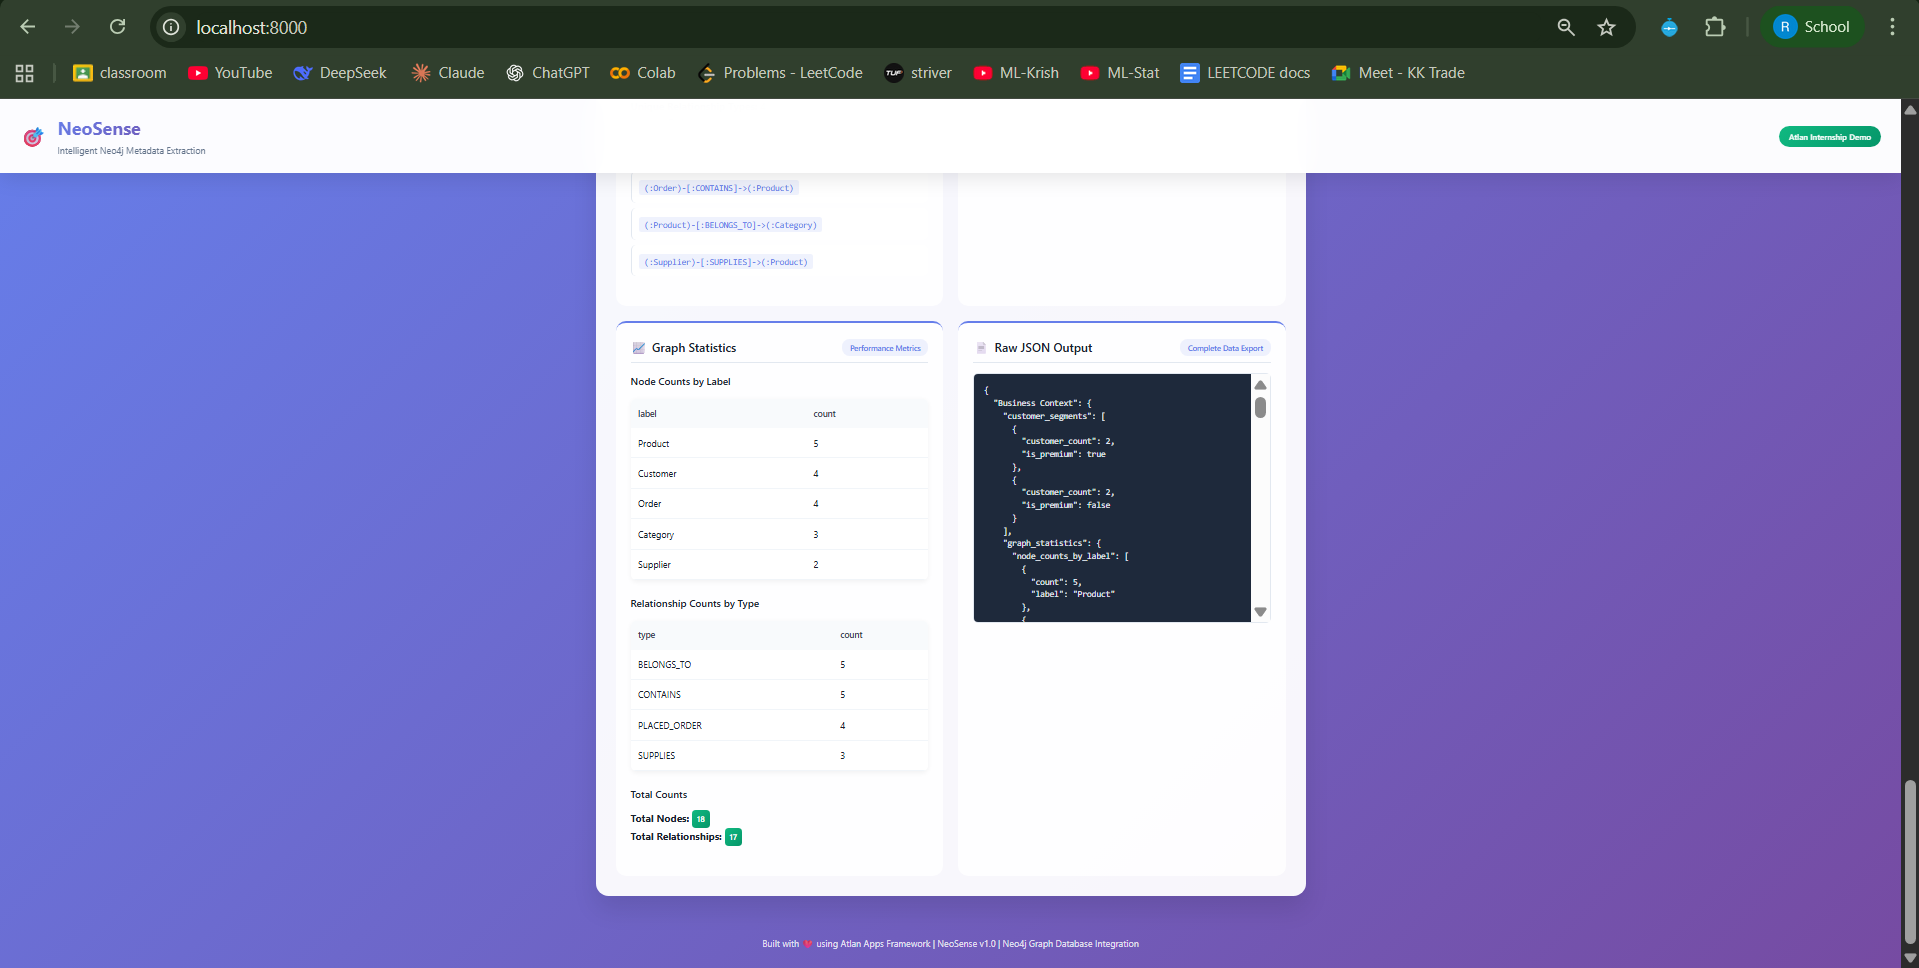 localhost:8000
School
classroom
YouTube
DeepSeek
Claude
ChatGPT
Colab
Problems - LeetCode
striver
ML-Krish
ML-Stat
LEETCODE docs
Meet - KK Trade
NeoSense
Intelligent Neo4j Metadata Extraction
Atlan Internship Demo
(:Order)-[:CONTAINS]->(:Product)
(:Product)-[:BELONGS_TO]->(:Category)
(:Supplier)-[:SUPPLIES]->(:Product)
Graph Statistics
Performance Metrics
Node Counts by Label
label count
Product 5
Customer 4
Order 4
Category 3
Supplier 2
Relationship Counts by Type
type count
BELONGS_TO 5
CONTAINS 5
PLACED_ORDER 4
SUPPLIES 3
Total Counts
Total Nodes: 18
Total Relationships: 17
Raw JSON Output
Complete Data Export
{
"Business Context": {
"customer_segments": [
{
"customer_count": 2,
"is_premium": true
},
{
"customer_count": 2,
"is_premium": false
}
],
"graph_statistics": {
"node_counts_by_label": [
{
"count": 5,
"label": "Product"
},
{
Built with ❤️ using Atlan Apps Framework | NeoSense v1.0 | Neo4j Graph Database Integration